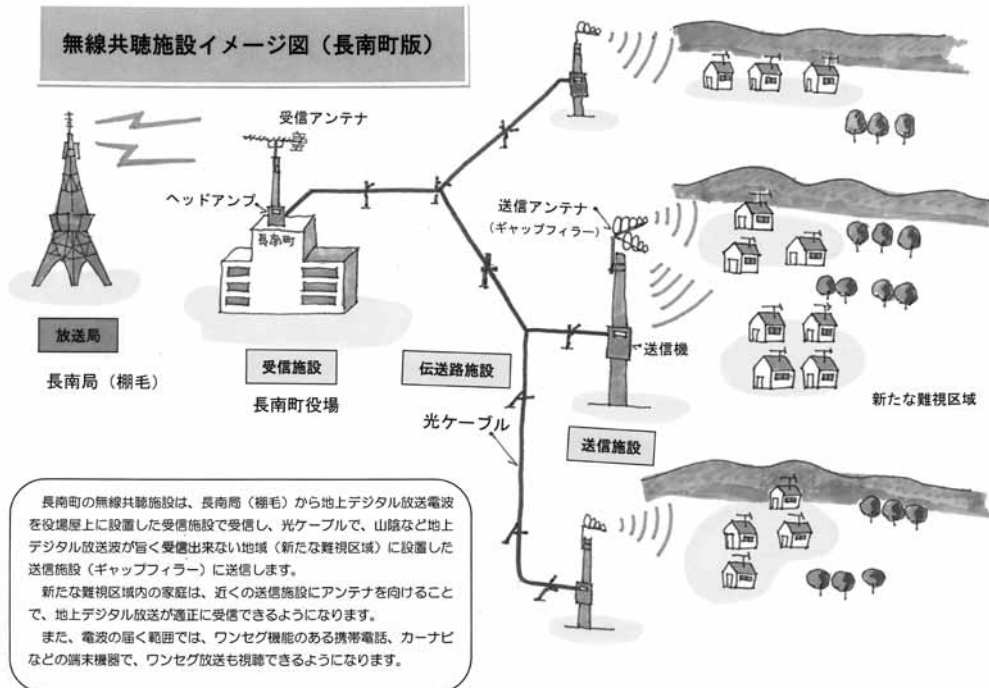 無線共聴施設イメージ図（長南町版）
受信アンテナ
ヘッドアンプ
長南町
送信アンテナ
（ギャップフィラー）
放送局
長南局（棚毛）
受信施設
長南町役場
伝送路施設
送信機
光ケーブル
送信施設
新たな難視区域
長南町の無線共聴施設は、長南局（棚毛）から地上デジタル放送電波
を役場屋上に設置した受信施設で受信し、光ケーブルで、山陰など地上
デジタル放送波が旨く受信出来ない地域（新たな難視区域）に設置した
送信施設（ギャップフィラー）に送信します。
新たな難視区域内の家庭は、近くの送信施設にアンテナを向けること
で、地上デジタル放送が適正に受信できるようになります。
また、電波の届く範囲では、ワンセグ機能のある携帯電話、カーナビ
などの端末機器で、ワンセグ放送も視聴できるようになります。